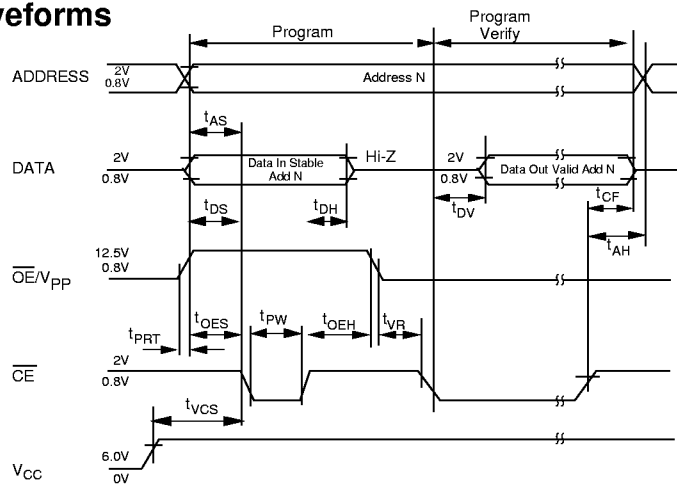 veforms
Program
Program
Verify
ADDRESS
2V
0.8V
Address N
tAS
DATA
2V
0.8V
Data In Stable
Add N
Hi-Z
2V
0.8V
Data Out Valid Add N
tDS
tDH
tDV
tCF
tAH
OE/VPP
12.5V
0.8V
tPRT
tOES
tPW
tOEH
tVR
CE
2V
0.8V
tVCS
VCC
6.0V
0V